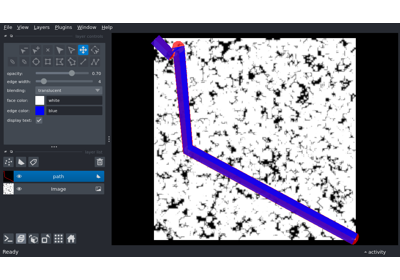 File View Layers Plugins Window Help
opacity: 0.70
edge width: 4
blending: translucent
face color: white
edge color: blue
display text:
path
Image
Ready
activity